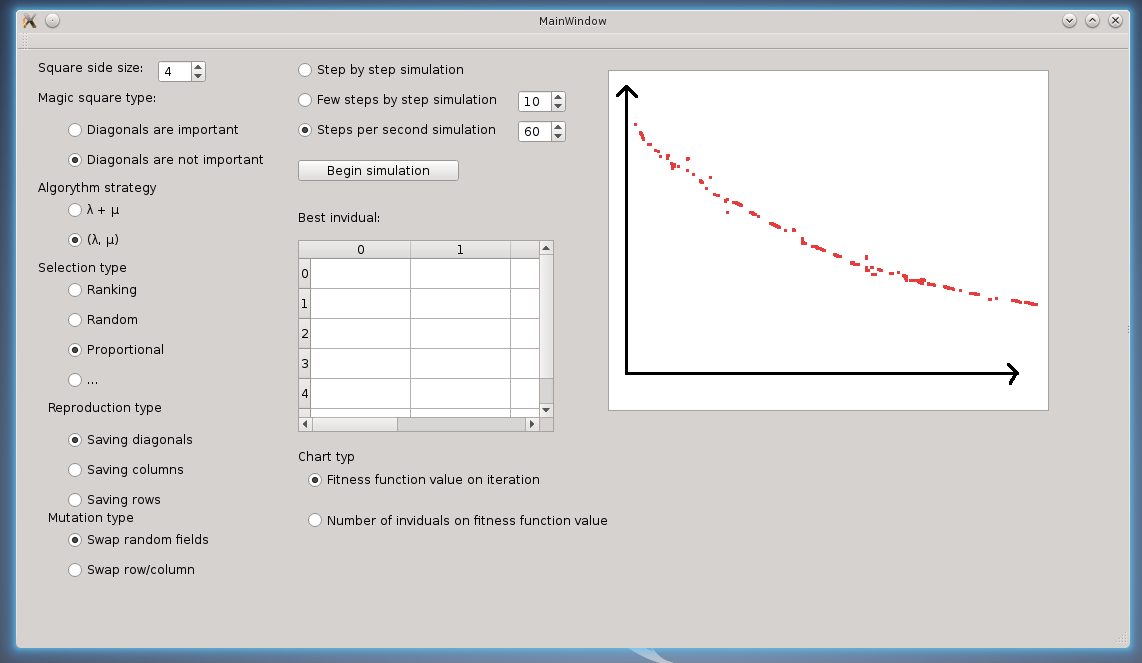 MainWindow
Square side size: 4
Magic square type:
Diagonals are important
Diagonals are not important
Algorythm strategy
λ + μ
(λ, μ)
Selection type
Ranking
Random
Proportional
...
Reproduction type
Saving diagonals
Saving columns
Saving rows
Mutation type
Swap random fields
Swap row/column
Step by step simulation
Few steps by step simulation 10
Steps per second simulation 60
Begin simulation
Best invidual:
0 1
0
1
2
3
4
Chart typ
Fitness function value on iteration
Number of inviduals on fitness function value